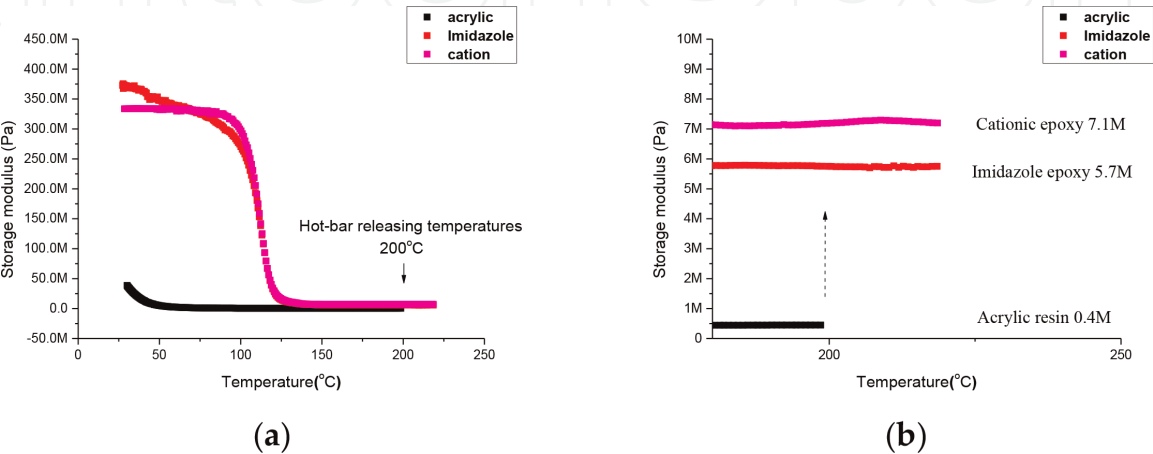 acrylic
Imidazole
cation
450.0M
400.0M
350.0M
300.0M
250.0M
200.0M
150.0M
100.0M
50.0M
0.0
-50.0M
Storage modulus (Pa)
Hot-bar releasing temperatures
200°C
0
50
100
150
200
250
Temperature(°C)
(a)
acrylic
Imidazole
cation
10M
9M
8M
7M
6M
5M
4M
3M
2M
1M
0
Storage modulus (Pa)
Cationic epoxy 7.1M
Imidazole epoxy 5.7M
Acrylic resin 0.4M
200
250
Temperature(°C)
(b)